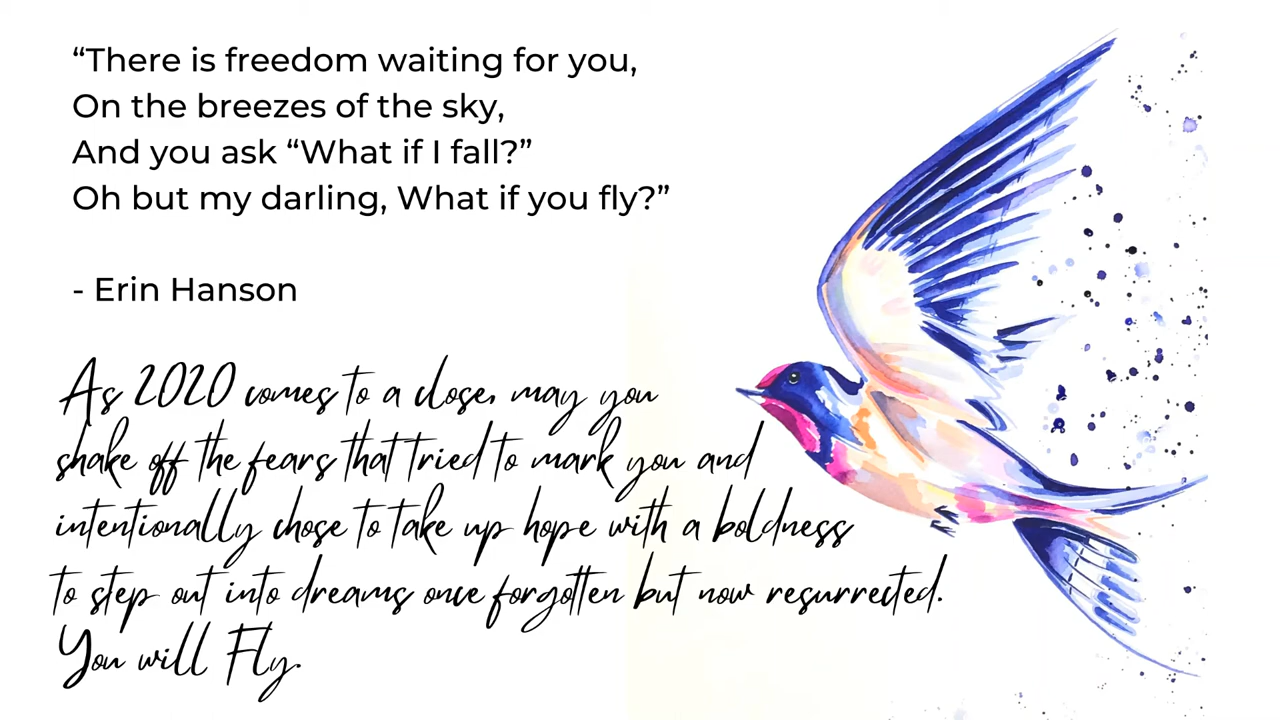 “There is freedom waiting for you,
On the breezes of the sky,
And you ask “What if I fall?”
Oh but my darling, What if you fly?”
- Erin Hanson
As 2020 comes to a close, may you
shake off the fears that tried to mark you and
intentionally chose to take up hope with a boldness
to step out into dreams once forgotten but now resurrected.
You will Fly.